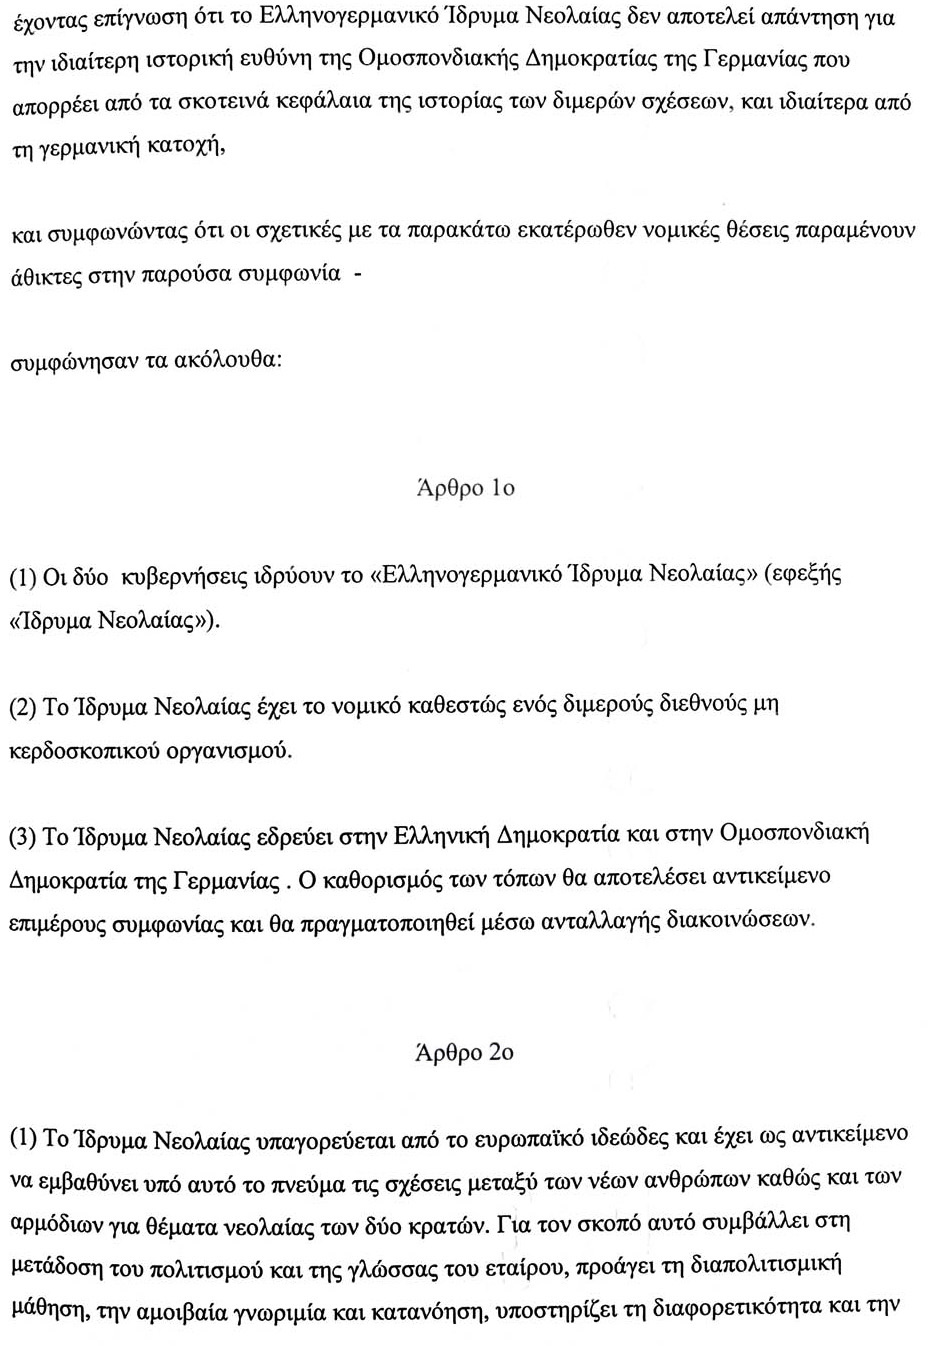 έχοντας επίγνωση ότι το Ελληνογερμανικό Ίδρυμα Νεολαίας δεν αποτελεί απάντηση για
την ιδιαίτερη ιστορική ευθύνη της Ομοσπονδιακής Δημοκρατίας της Γερμανίας που
απορρέει από τα σκοτεινά κεφάλαια της ιστορίας των διμερών σχέσεων, και ιδιαίτερα από
τη γερμανική κατοχή,
και συμφωνώντας ότι οι σχετικές με τα παρακάτω εκατέρωθεν νομικές θέσεις παραμένουν
άθικτες στην παρούσα συμφωνία -
συμφώνησαν τα ακόλουθα:
Άρθρο 1ο
(1) Οι δύο κυβερνήσεις ιδρύουν το «Ελληνογερμανικό Ίδρυμα Νεολαίας» (εφεξής
«Ίδρυμα Νεολαίας»).
(2) Το Ίδρυμα Νεολαίας έχει το νομικό καθεστώς ενός διμερούς διεθνούς μη
κερδοσκοπικού οργανισμού.
(3) Το Ίδρυμα Νεολαίας εδρεύει στην Ελληνική Δημοκρατία και στην Ομοσπονδιακή
Δημοκρατία της Γερμανίας . Ο καθορισμός των τόπων θα αποτελέσει αντικείμενο
επιμέρους συμφωνίας και θα πραγματοποιηθεί μέσω ανταλλαγής διακοινώσεων.
Άρθρο 2ο
(1) Το Ίδρυμα Νεολαίας υπαγορεύεται από το ευρωπαϊκό ιδεώδες και έχει ως αντικείμενο
να εμβαθύνει υπό αυτό το πνεύμα τις σχέσεις μεταξύ των νέων ανθρώπων καθώς και των
αρμόδιων για θέματα νεολαίας των δύο κρατών. Για τον σκοπό αυτό συμβάλλει στη
μετάδοση του πολιτισμού και της γλώσσας του εταίρου, προάγει τη διαπολιτισμική
μάθηση, την αμοιβαία γνωριμία και κατανόηση, υποστηρίζει τη διαφορετικότητα και την